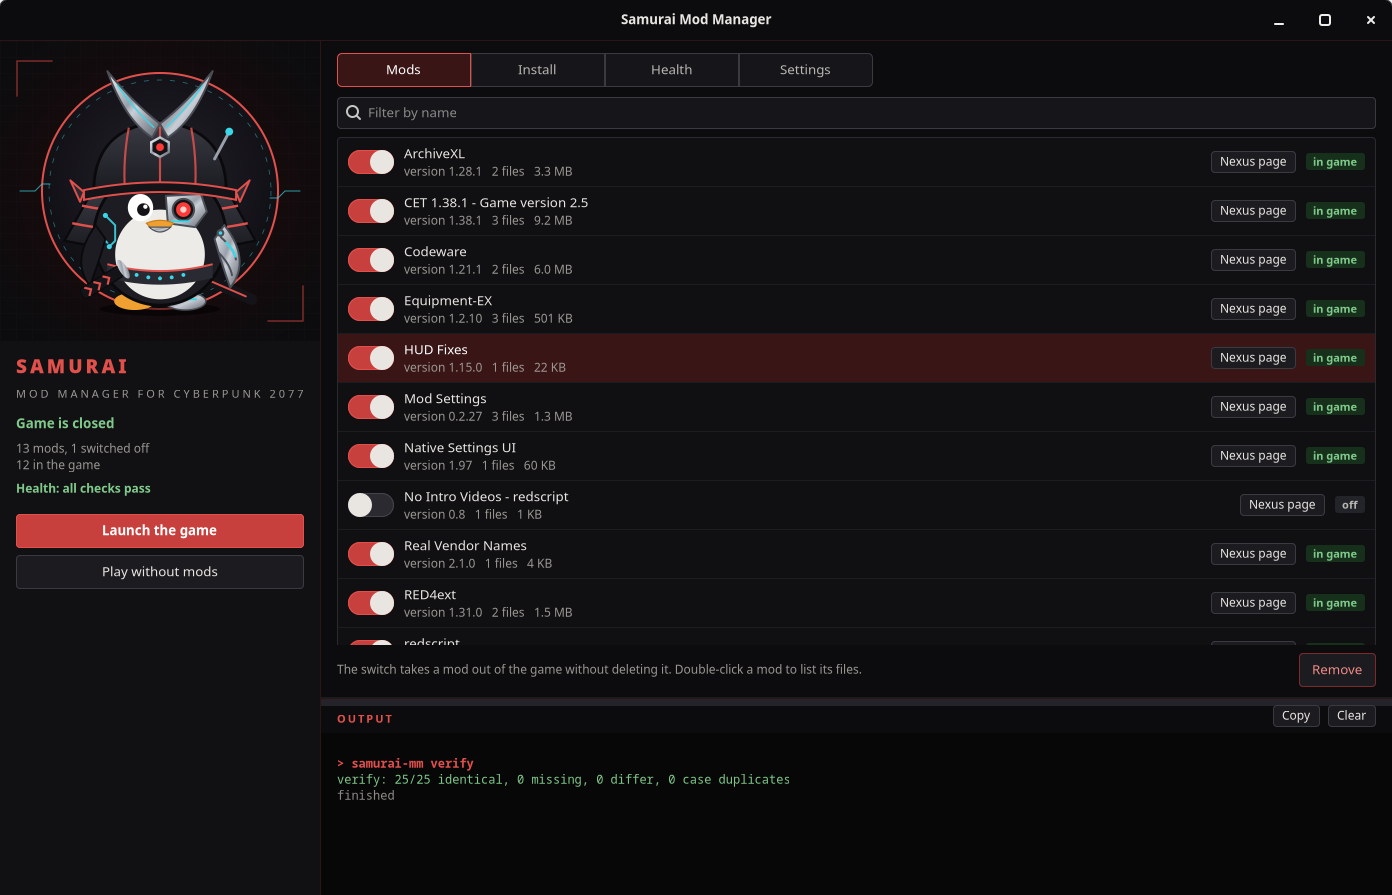 Samurai Mod Manager
Mods Install Health Settings
Filter by name
ArchiveXL
version 1.28.1 2 files 3.3 MB
Nexus page in game
CET 1.38.1 - Game version 2.5
version 1.38.1 3 files 9.2 MB
Nexus page in game
Codeware
version 1.21.1 2 files 6.0 MB
Nexus page in game
Equipment-EX
version 1.2.10 3 files 501 KB
Nexus page in game
HUD Fixes
version 1.15.0 1 files 22 KB
Nexus page in game
Mod Settings
version 0.2.27 3 files 1.3 MB
Nexus page in game
Native Settings UI
version 1.97 1 files 60 KB
Nexus page in game
No Intro Videos - redscript
version 0.8 1 files 1 KB
Nexus page off
Real Vendor Names
version 2.1.0 1 files 4 KB
Nexus page in game
RED4ext
version 1.31.0 2 files 1.5 MB
Nexus page in game
redscript
The switch takes a mod out of the game without deleting it. Double-click a mod to list its files.
Remove
SAMURAI
MOD MANAGER FOR CYBERPUNK 2077
Game is closed
13 mods, 1 switched off
12 in the game
Health: all checks pass
Launch the game
Play without mods
OUTPUT
Copy Clear
> samurai-mm verify
verify: 25/25 identical, 0 missing, 0 differ, 0 case duplicates
finished